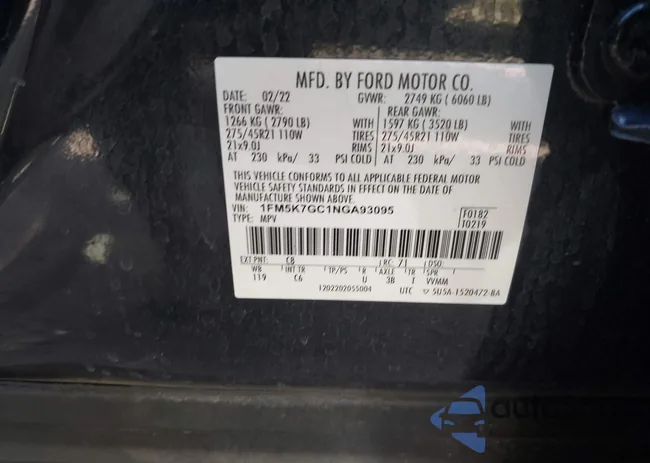 MFD. BY FORD MOTOR CO.
DATE: 02/22 GVWR: 2749 KG ( 6060 LB)
FRONT GAWR: REAR GAWR:
1266 KG ( 2790 LB) WITH 1597 KG ( 3520 LB) WITH
275/45R21 110W TIRES 275/45R21 110W TIRES
21x9.0J RIMS 21x9.0J RIMS
AT 230 kPa/ 33 PSI COLD AT 230 kPa/ 33 PSI COLD
THIS VEHICLE CONFORMS TO ALL APPLICABLE FEDERAL MOTOR
VEHICLE SAFETY STANDARDS IN EFFECT ON THE DATE OF
MANUFACTURE SHOWN ABOVE.
VIN: 1FM5K7GC1NGA93095 F0182
TYPE: MPV T0219
EXT PNT: C8 RC: 71 DSO:
WB INT TR TP/PS R AXLE TR SPR
119 C6 U 3B T VVMM
1202202055004 UTC 5U5A-1520472-BA